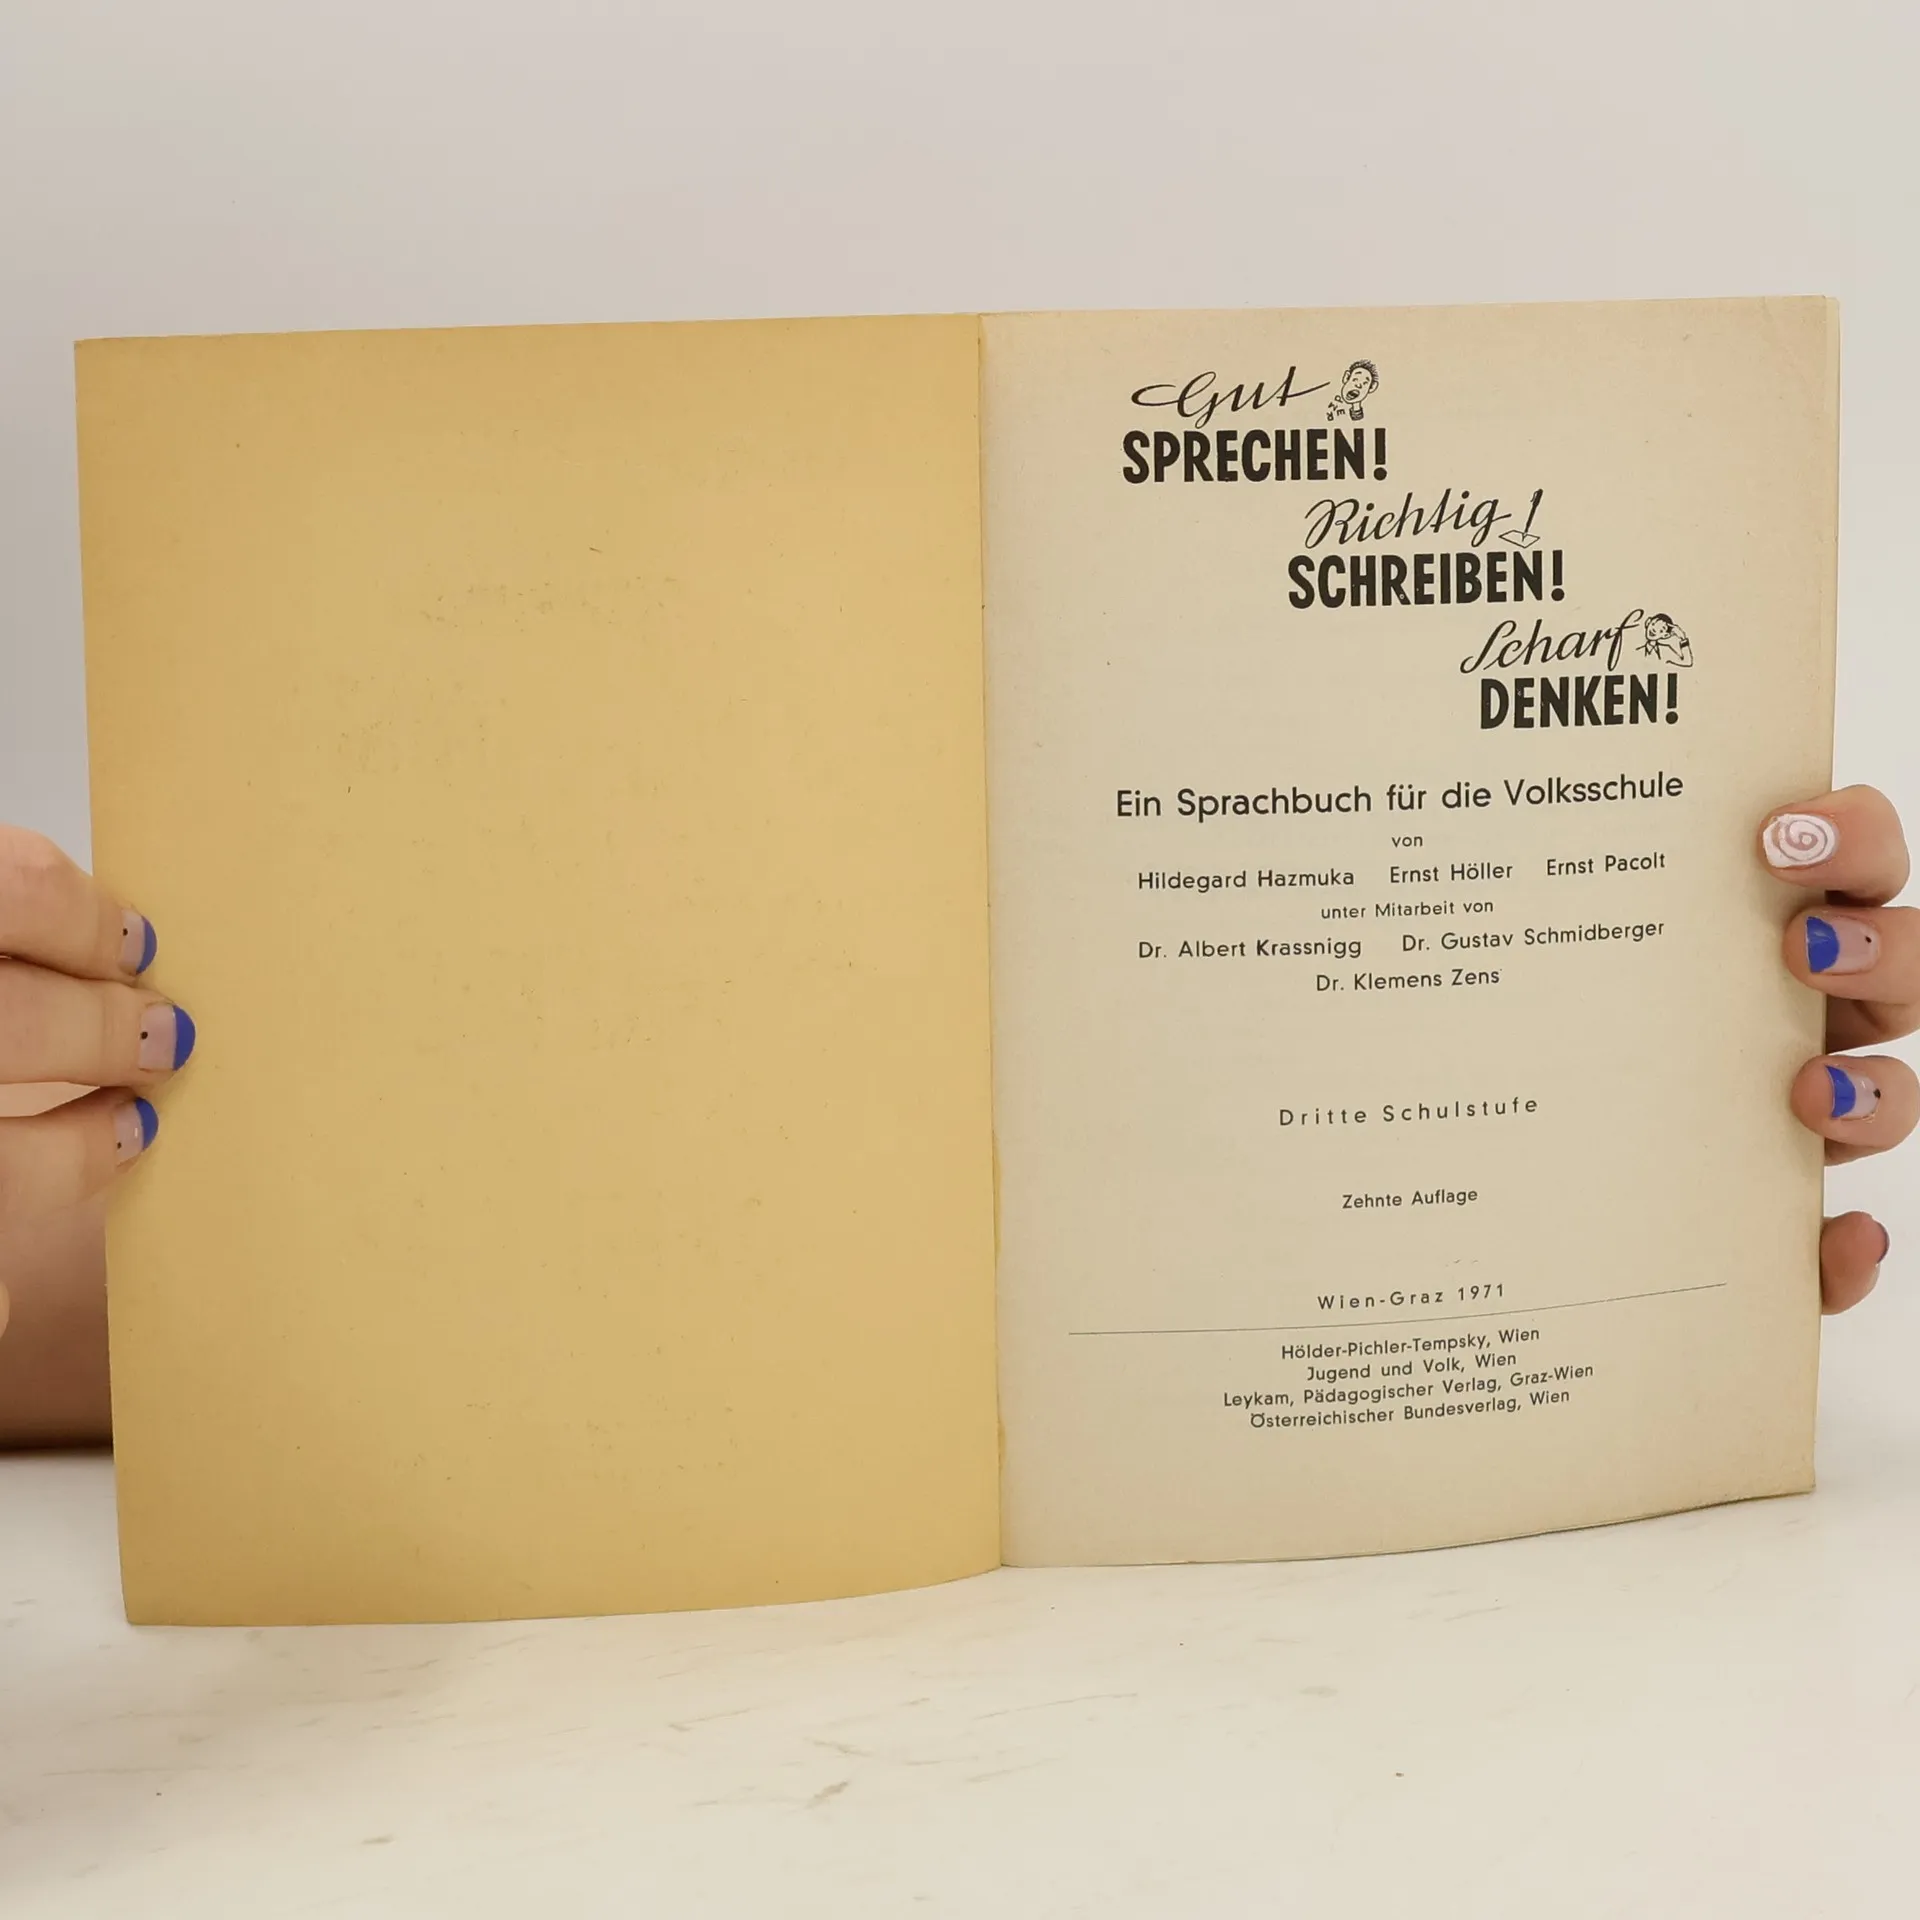 Gut
SPRECHEN!
Richtig
SCHREIBEN!
Scharf
DENKEN!
Ein Sprachbuch für die Volksschule
von
Hildegard Hazmuka Ernst Höller Ernst Pacolt
unter Mitarbeit von
Dr. Albert Krassnigg Dr. Gustav Schmidberger
Dr. Klemens Zens
Dritte Schulstufe
Zehnte Auflage
Wien-Graz 1971
Hölder-Pichler-Tempsky, Wien
Jugend und Volk, Wien
Leykam, Pädagogischer Verlag, Graz-Wien
Österreichischer Bundesverlag, Wien